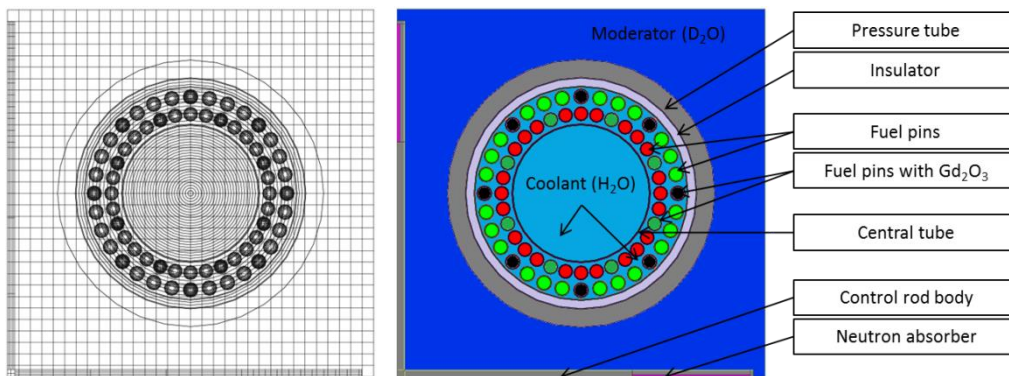 Moderator (D₂O)
Coolant (H₂O)
Pressure tube
Insulator
Fuel pins
Fuel pins with Gd₂O₃
Central tube
Control rod body
Neutron absorber